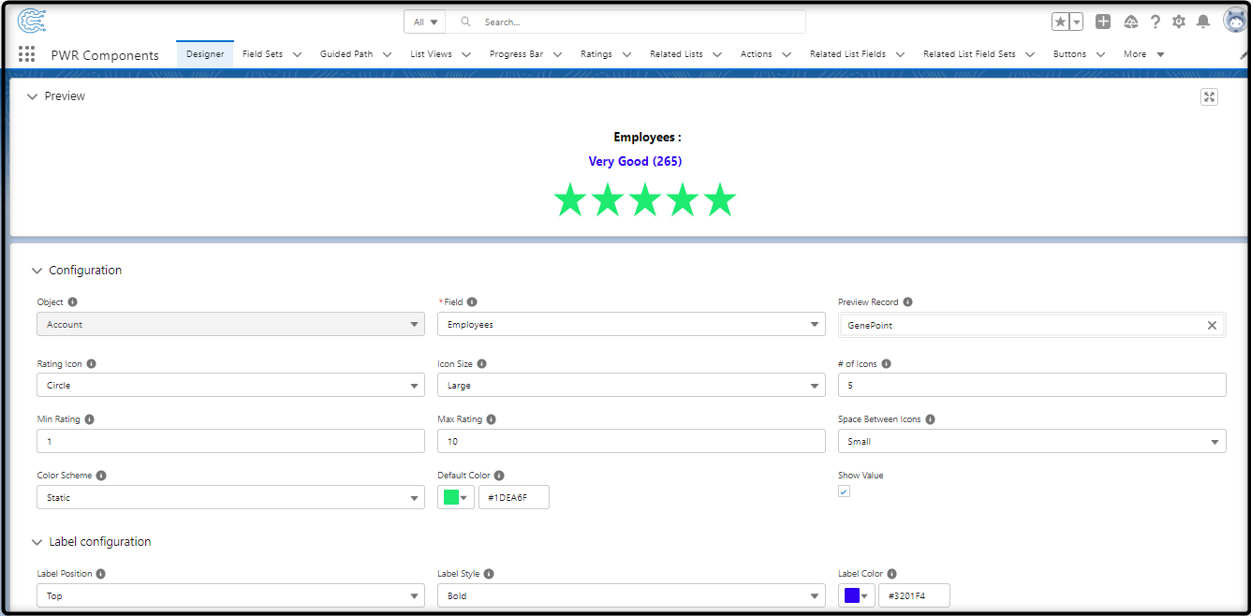 All
Search...
PWR Components
Designer
Field Sets
Guided Path
List Views
Progress Bar
Ratings
Related Lists
Actions
Related List Fields
Related List Field Sets
Buttons
More
Preview
Employees :
Very Good (265)
Configuration
Object
* Field
Preview Record
Account
Employees
GenePoint
Rating Icon
Icon Size
# of Icons
Circle
Large
5
Min Rating
Max Rating
Space Between Icons
1
10
Small
Color Scheme
Default Color
Show Value
Static
#1DEA6F
Label configuration
Label Position
Label Style
Label Color
Top
Bold
#3201F4